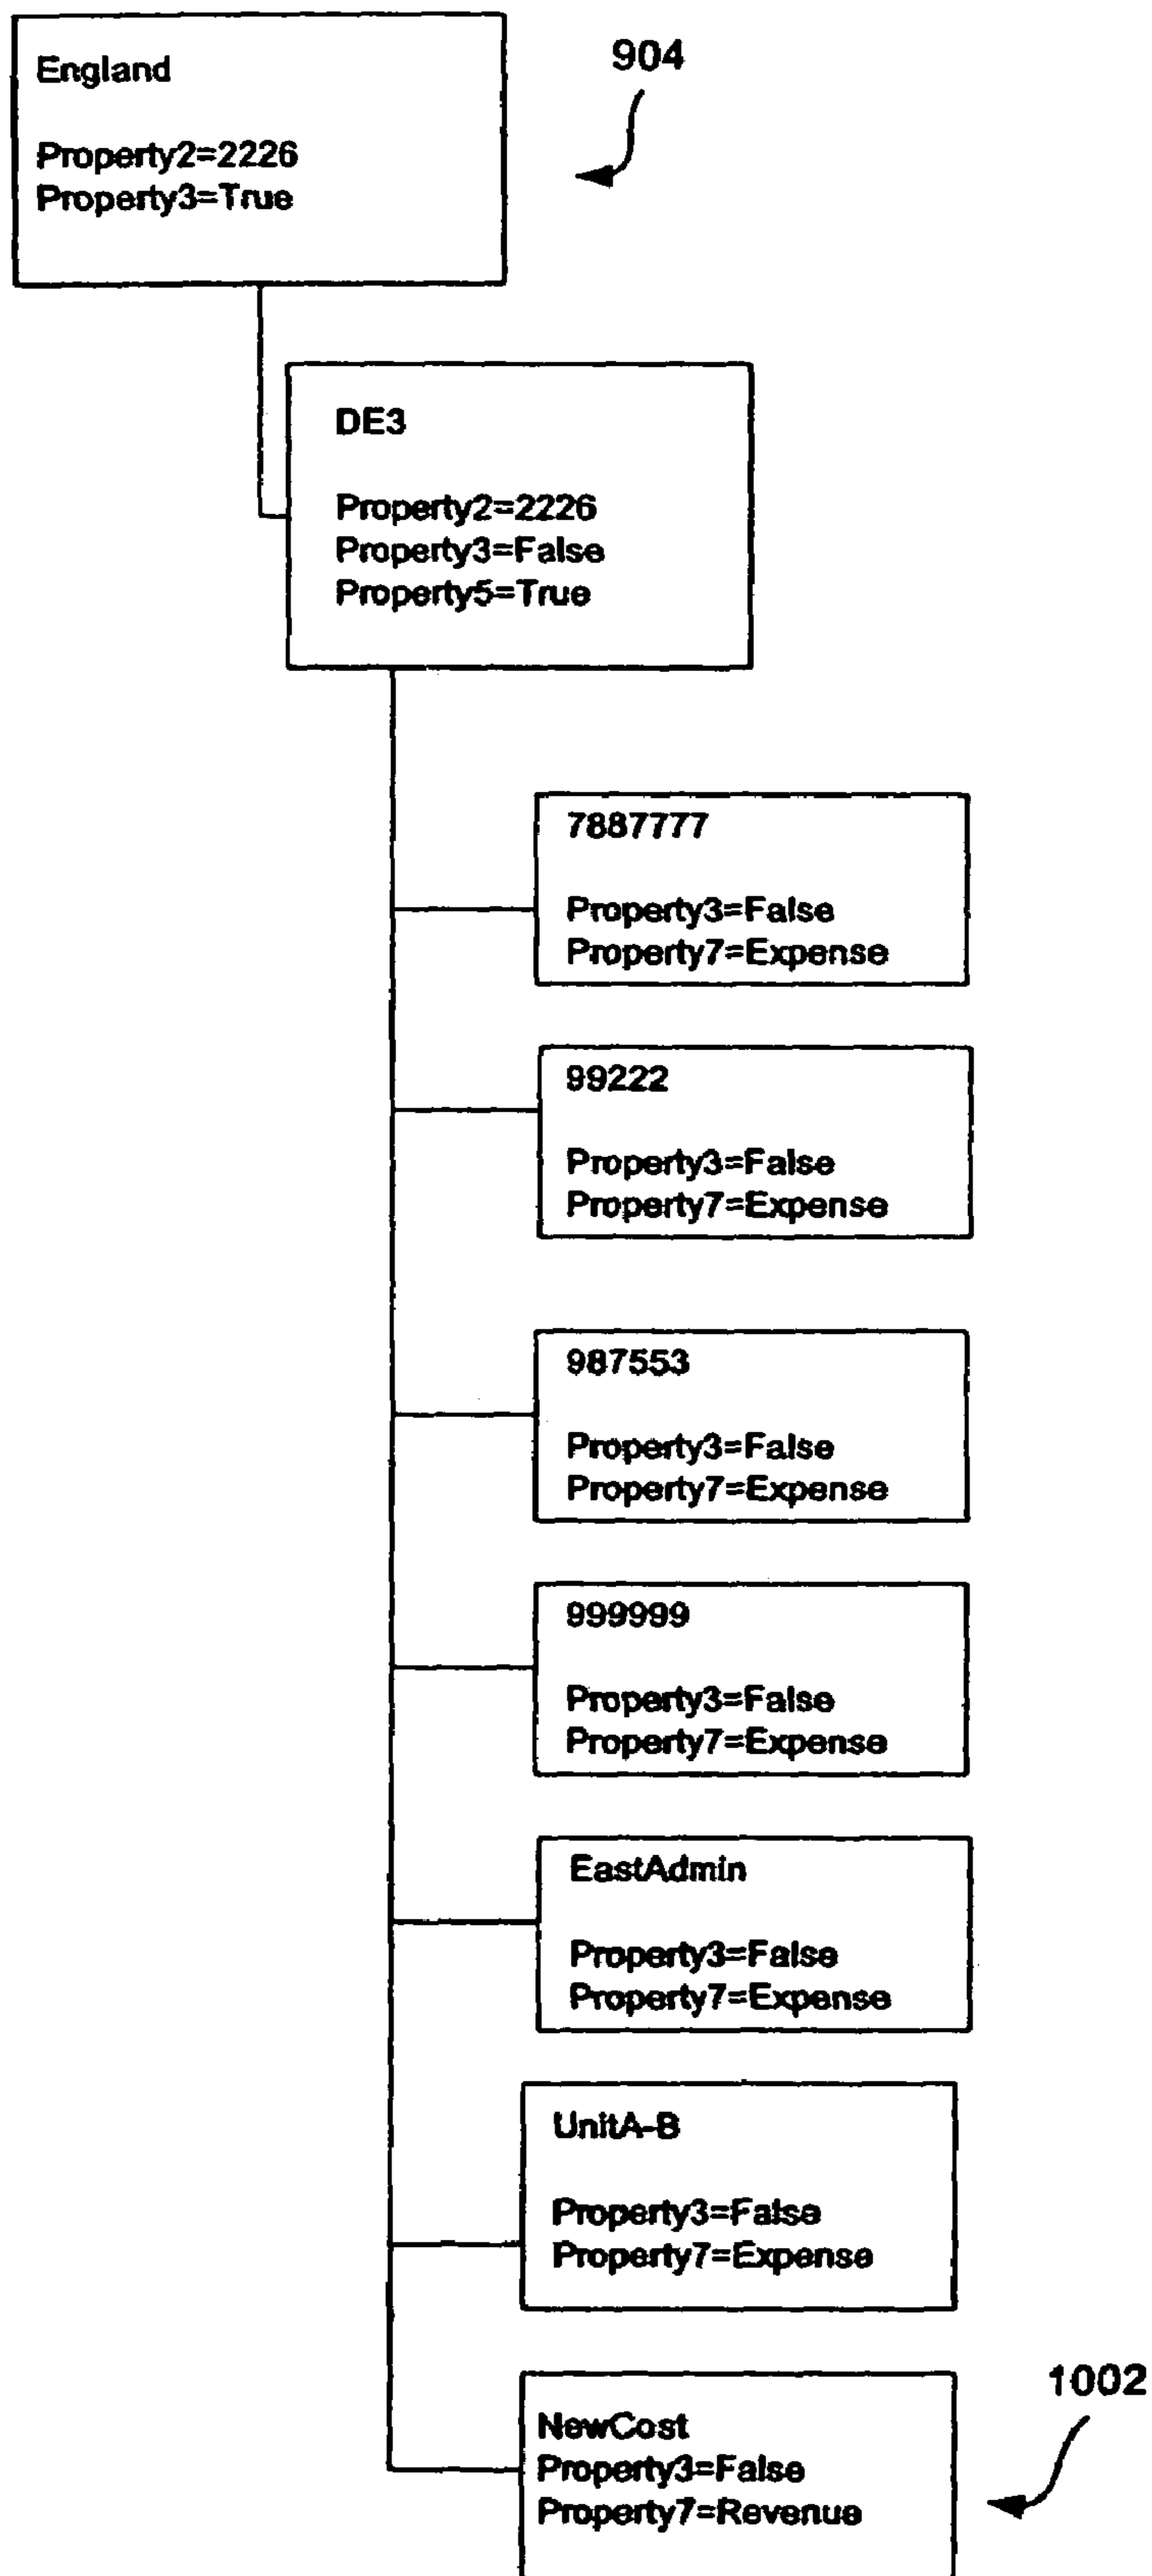 England
904
Property2=2226
Property3=True
DE3
Property2=2226
Property3=False
Property5=True
7887777
Property3=False
Property7=Expense
99222
Property3=False
Property7=Expense
987553
Property3=False
Property7=Expense
999999
Property3=False
Property7=Expense
EastAdmin
Property3=False
Property7=Expense
UnitA-B
Property3=False
Property7=Expense
1002
NewCost
Property3=False
Property7=Revenue